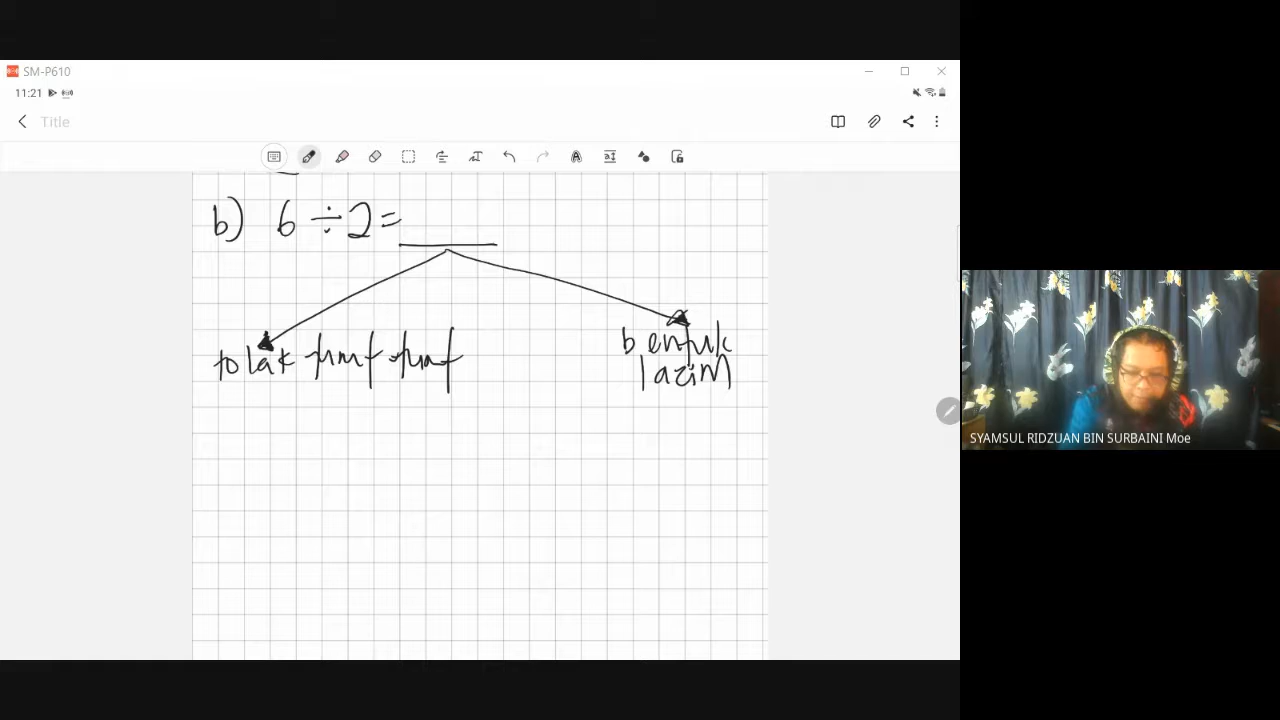 SM-P610
11:21
Title
b) 6 ÷ 2 =
tolak
bentuk
lazim
SYAMSUL RIDZUAN BIN SURBAINI Moe